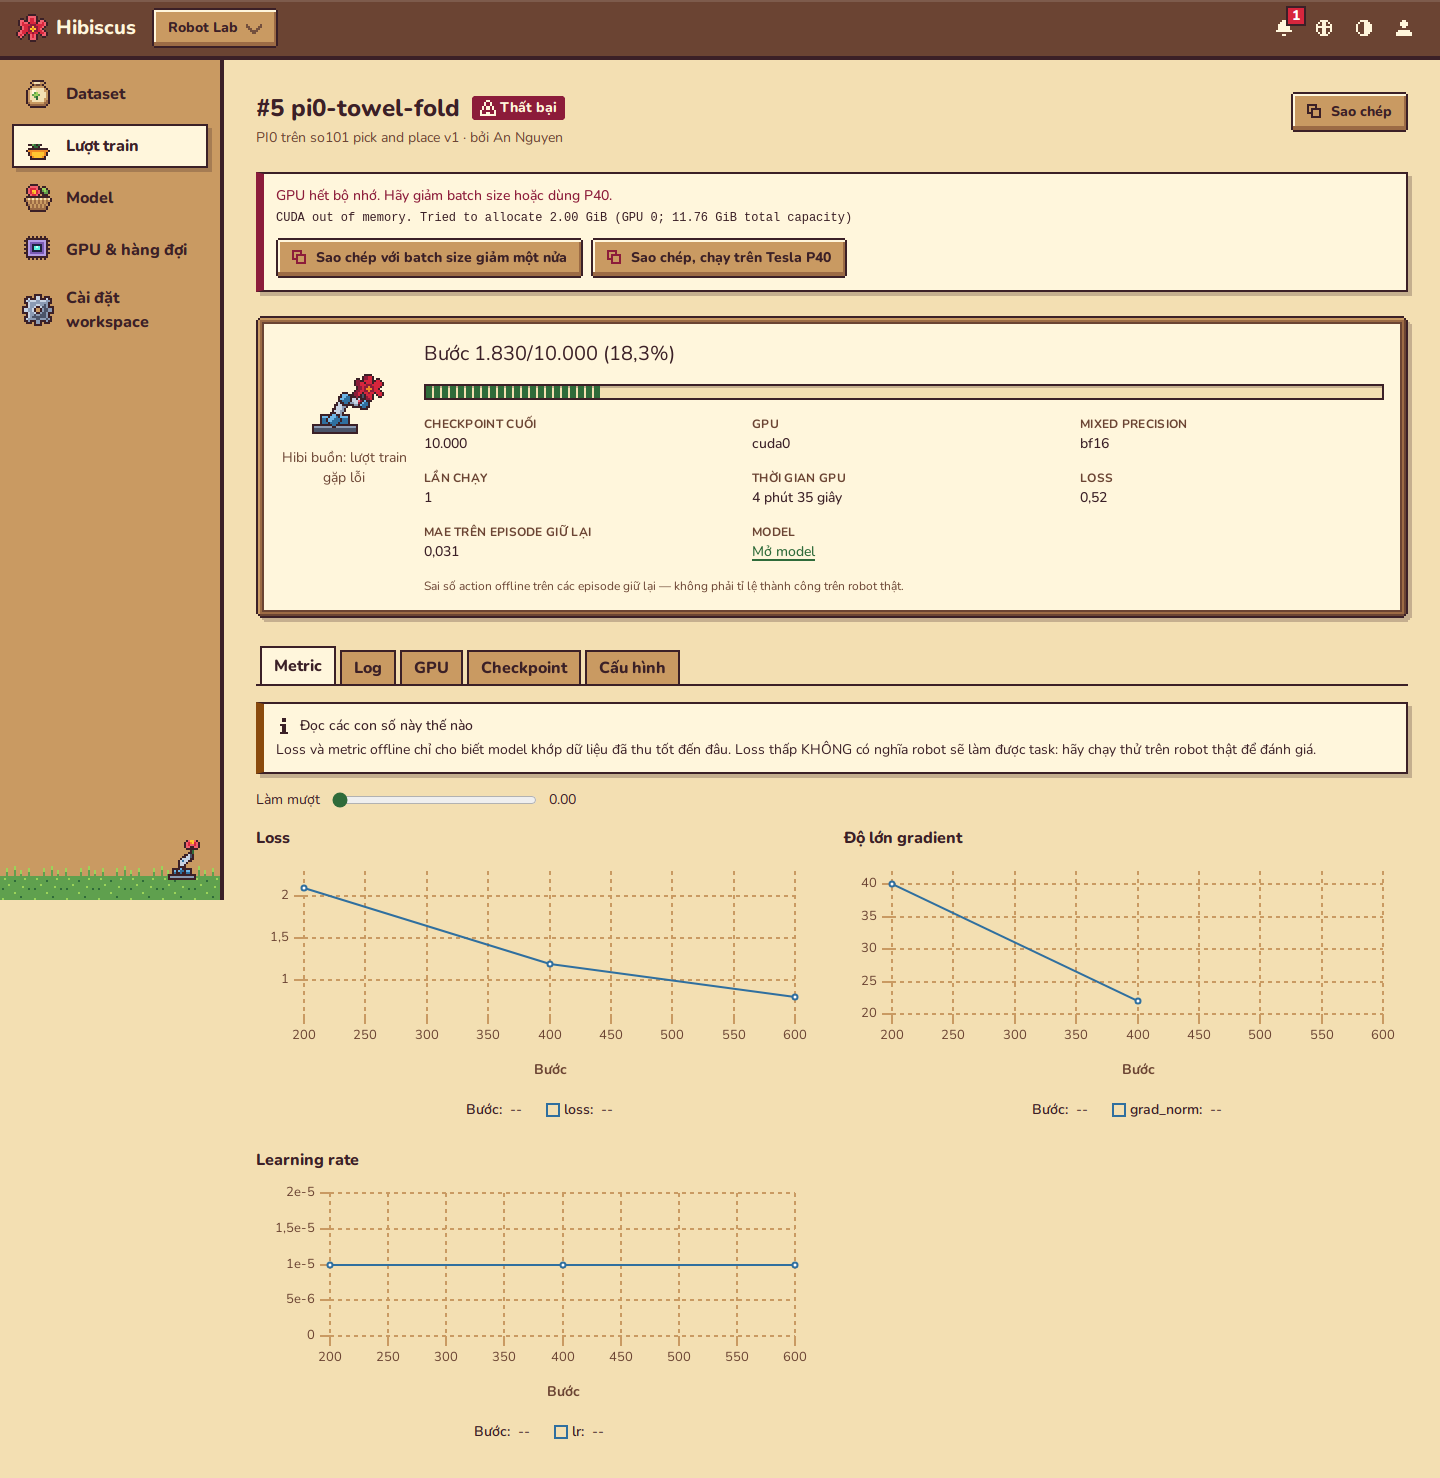 Hibiscus
Robot Lab
1
Dataset
Lượt train
Model
GPU & hàng đợi
Cài đặt
workspace
#5 pi0-towel-fold
Thất bại
PI0 trên so101 pick and place v1 · bởi An Nguyen
Sao chép
GPU hết bộ nhớ. Hãy giảm batch size hoặc dùng P40.
CUDA out of memory. Tried to allocate 2.00 GiB (GPU 0; 11.76 GiB total capacity)
Sao chép với batch size giảm một nửa
Sao chép, chạy trên Tesla P40
Hibi buồn: lượt train
gặp lỗi
Bước 1.830/10.000 (18,3%)
CHECKPOINT CUỐI
10.000
GPU
cuda0
MIXED PRECISION
bf16
LẦN CHẠY
1
THỜI GIAN GPU
4 phút 35 giây
LOSS
0,52
MAE TRÊN EPISODE GIỮ LẠI
0,031
MODEL
Mở model
Sai số action offline trên các episode giữ lại — không phải tỉ lệ thành công trên robot thật.
Metric
Log
GPU
Checkpoint
Cấu hình
Đọc các con số này thế nào
Loss và metric offline chỉ cho biết model khớp dữ liệu đã thu tốt đến đâu. Loss thấp KHÔNG có nghĩa robot sẽ làm được task: hãy chạy thử trên robot thật để đánh giá.
Làm mượt
0.00
Loss
2
1,5
1
200 250 300 350 400 450 500 550 600
Bước
Bước: -- loss: --
Độ lớn gradient
40
35
30
25
20
200 250 300 350 400 450 500 550 600
Bước
Bước: -- grad_norm: --
Learning rate
2e-5
1,5e-5
1e-5
5e-6
0
200 250 300 350 400 450 500 550 600
Bước
Bước: -- lr: --